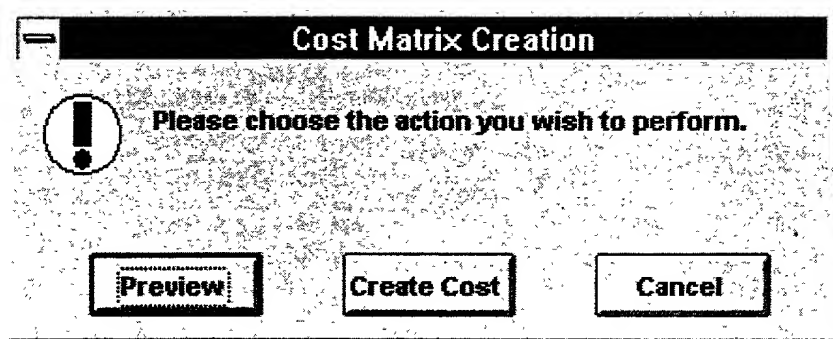 Cost Matrix Creation
Please choose the action you wish to perform.
Preview Create Cost Cancel